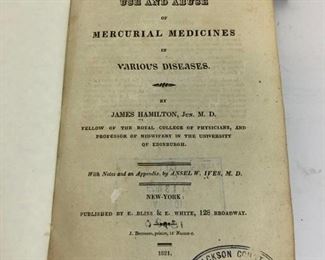 USE AND ABUSE
OF
MERCURIAL MEDICINES
IN
VARIOUS DISEASES.
BY
JAMES HAMILTON, JUN. M. D.
FELLOW OF THE ROYAL COLLEGE OF PHYSICIANS, AND
PROFESSOR OF MIDWIFERY IN THE UNIVERSITY
OF EDINBURGH.
With Notes and an Appendix, by ANSEL W. IVES, M. D.
NEW-YORK:
PUBLISHED BY E. BLISS & E. WHITE, 128 BROADWAY.
printer,
1821.
JACKSON